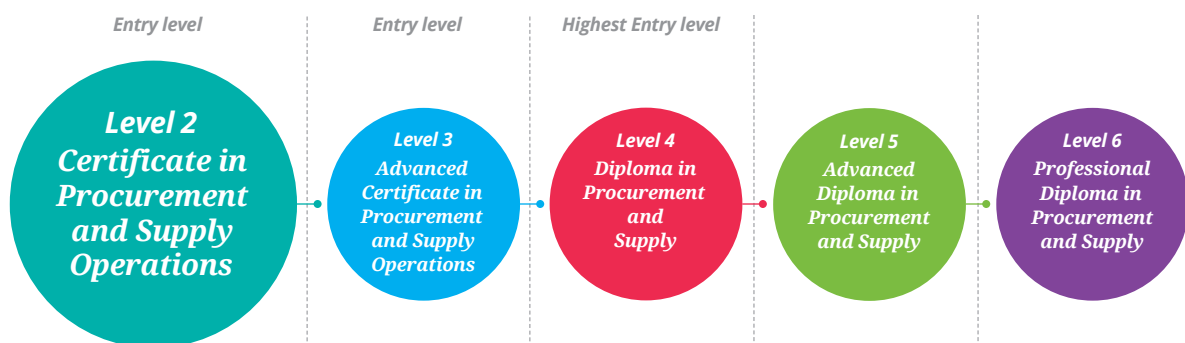 Entry level
Entry level
Highest Entry level
Level 2
Certificate in
Procurement
and Supply
Operations
Level 3
Advanced
Certificate in
Procurement
and Supply
Operations
Level 4
Diploma in
Procurement
and
Supply
Level 5
Advanced
Diploma in
Procurement
and Supply
Level 6
Professional
Diploma in
Procurement
and Supply